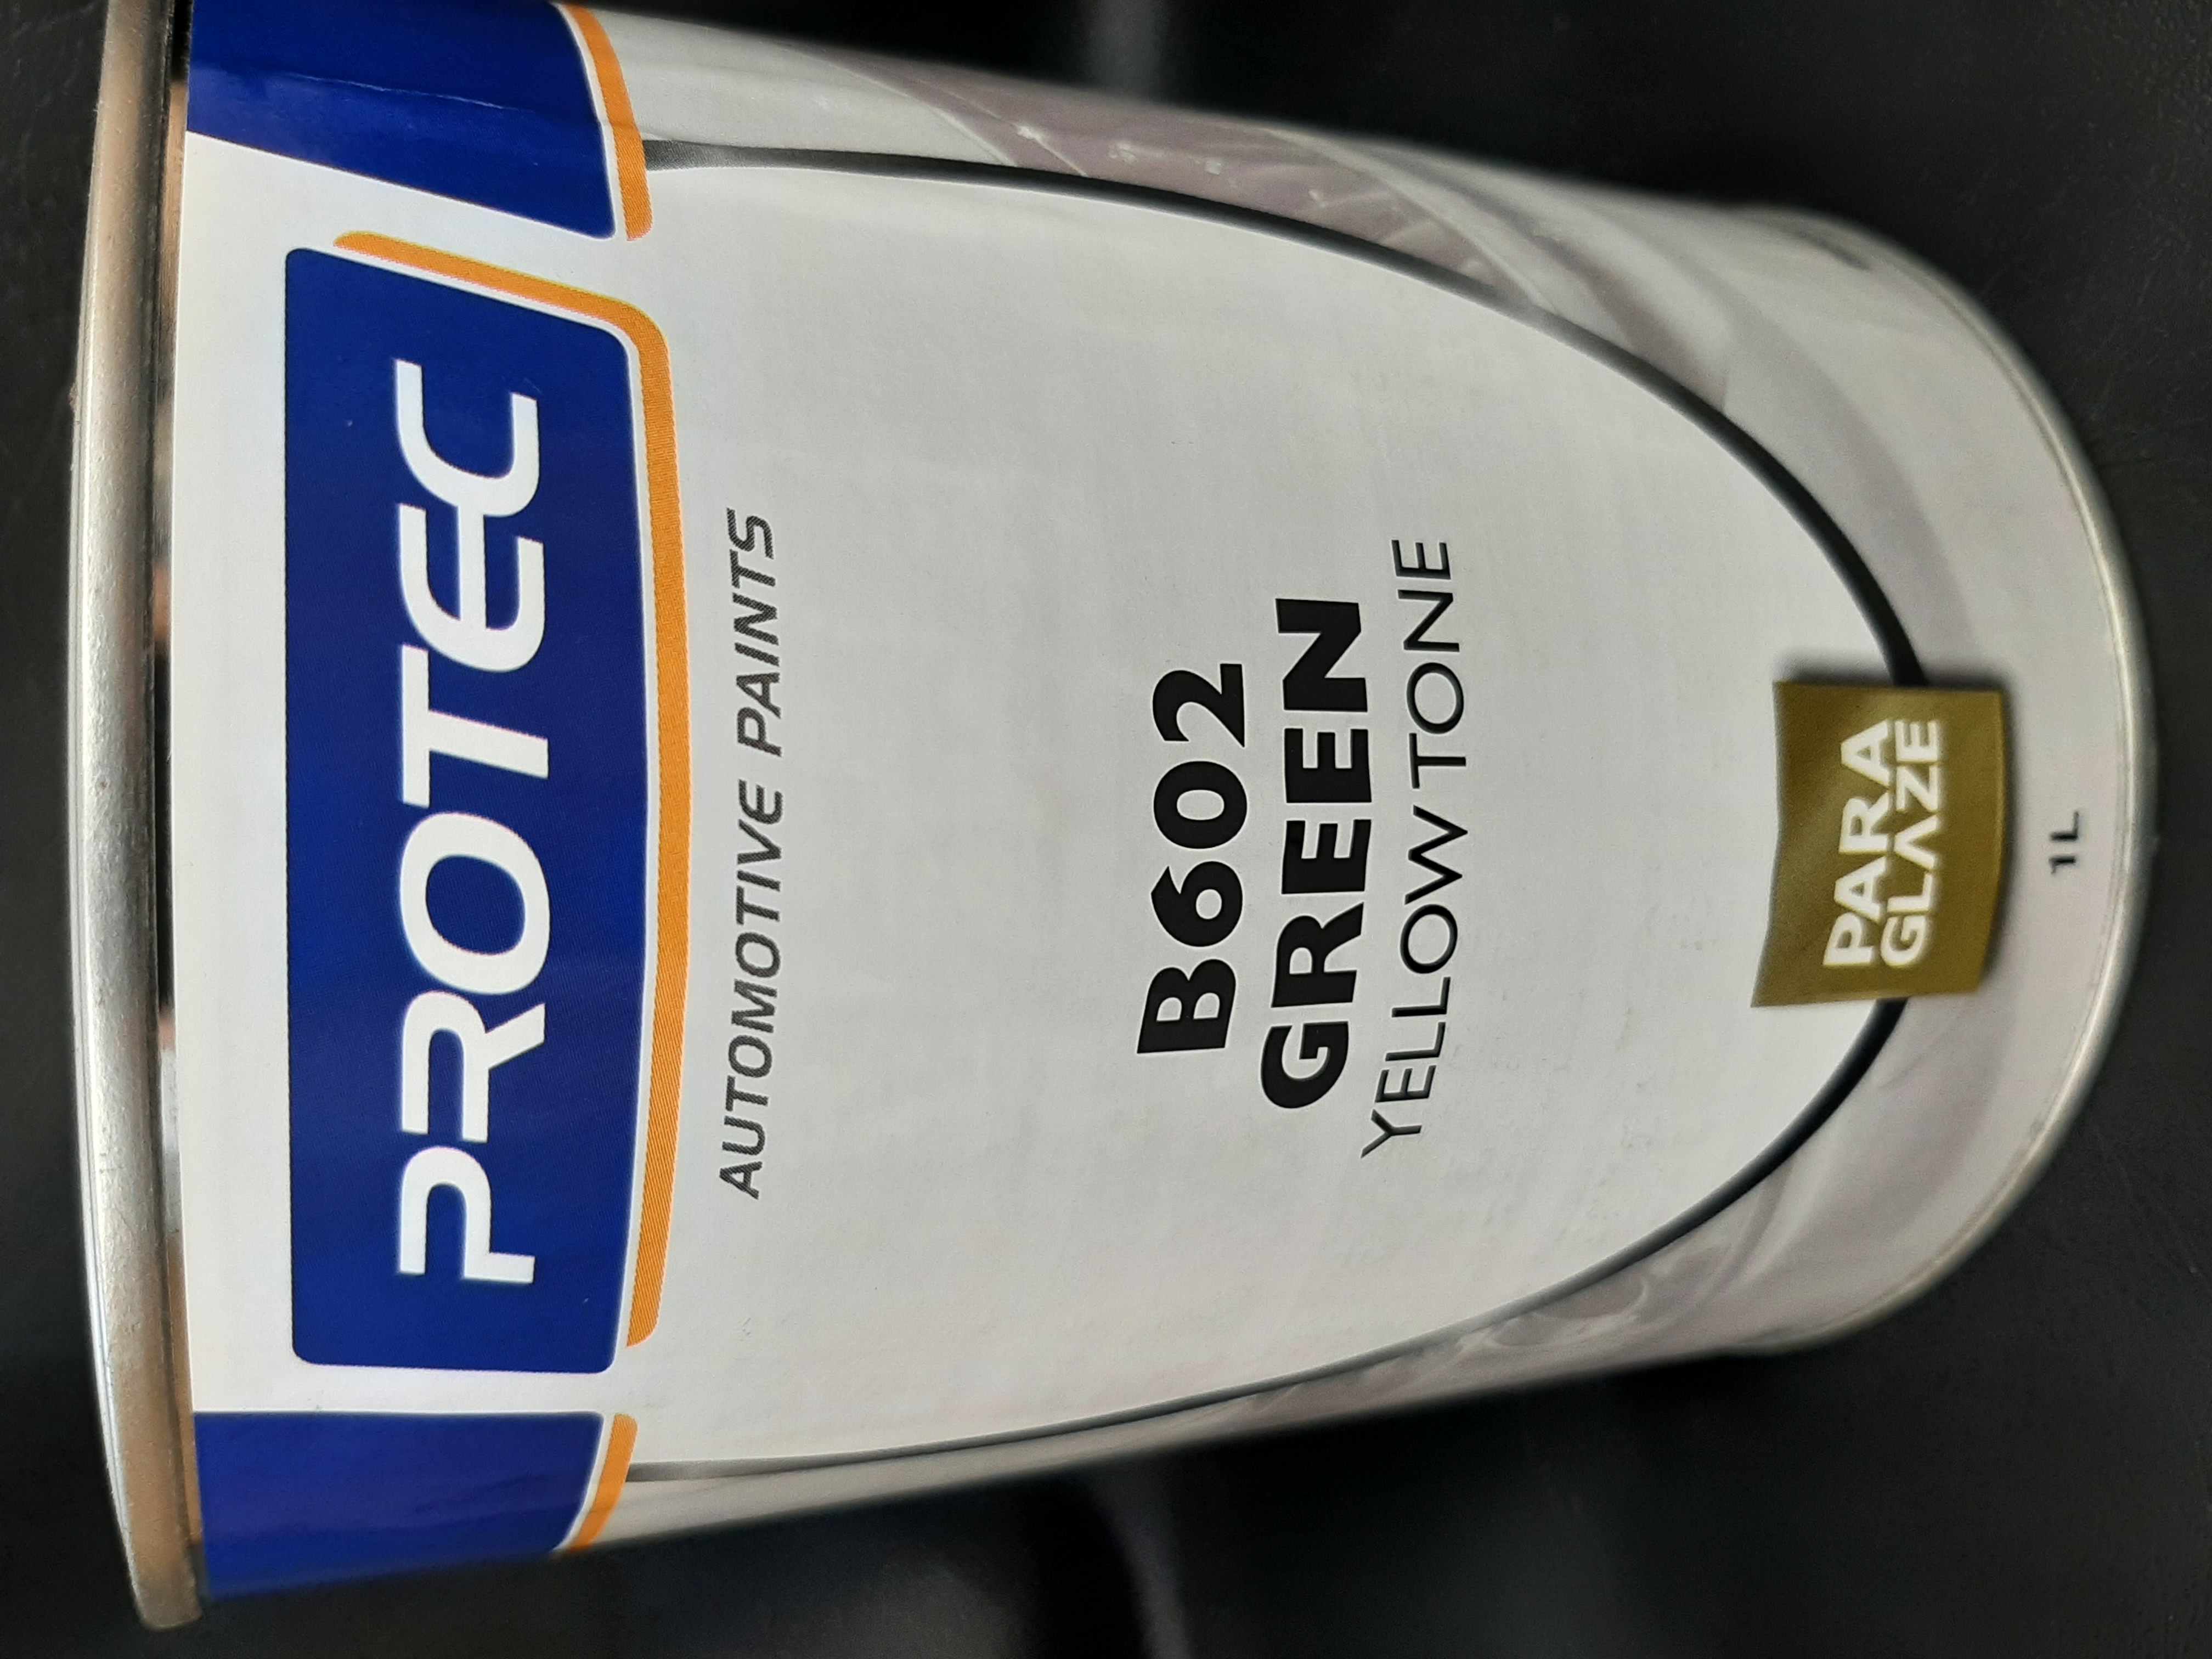 PROTEC
AUTOMOTIVE PAINTS
B602
GREEN
YELLOW TONE
PARA
GLAZE
1L